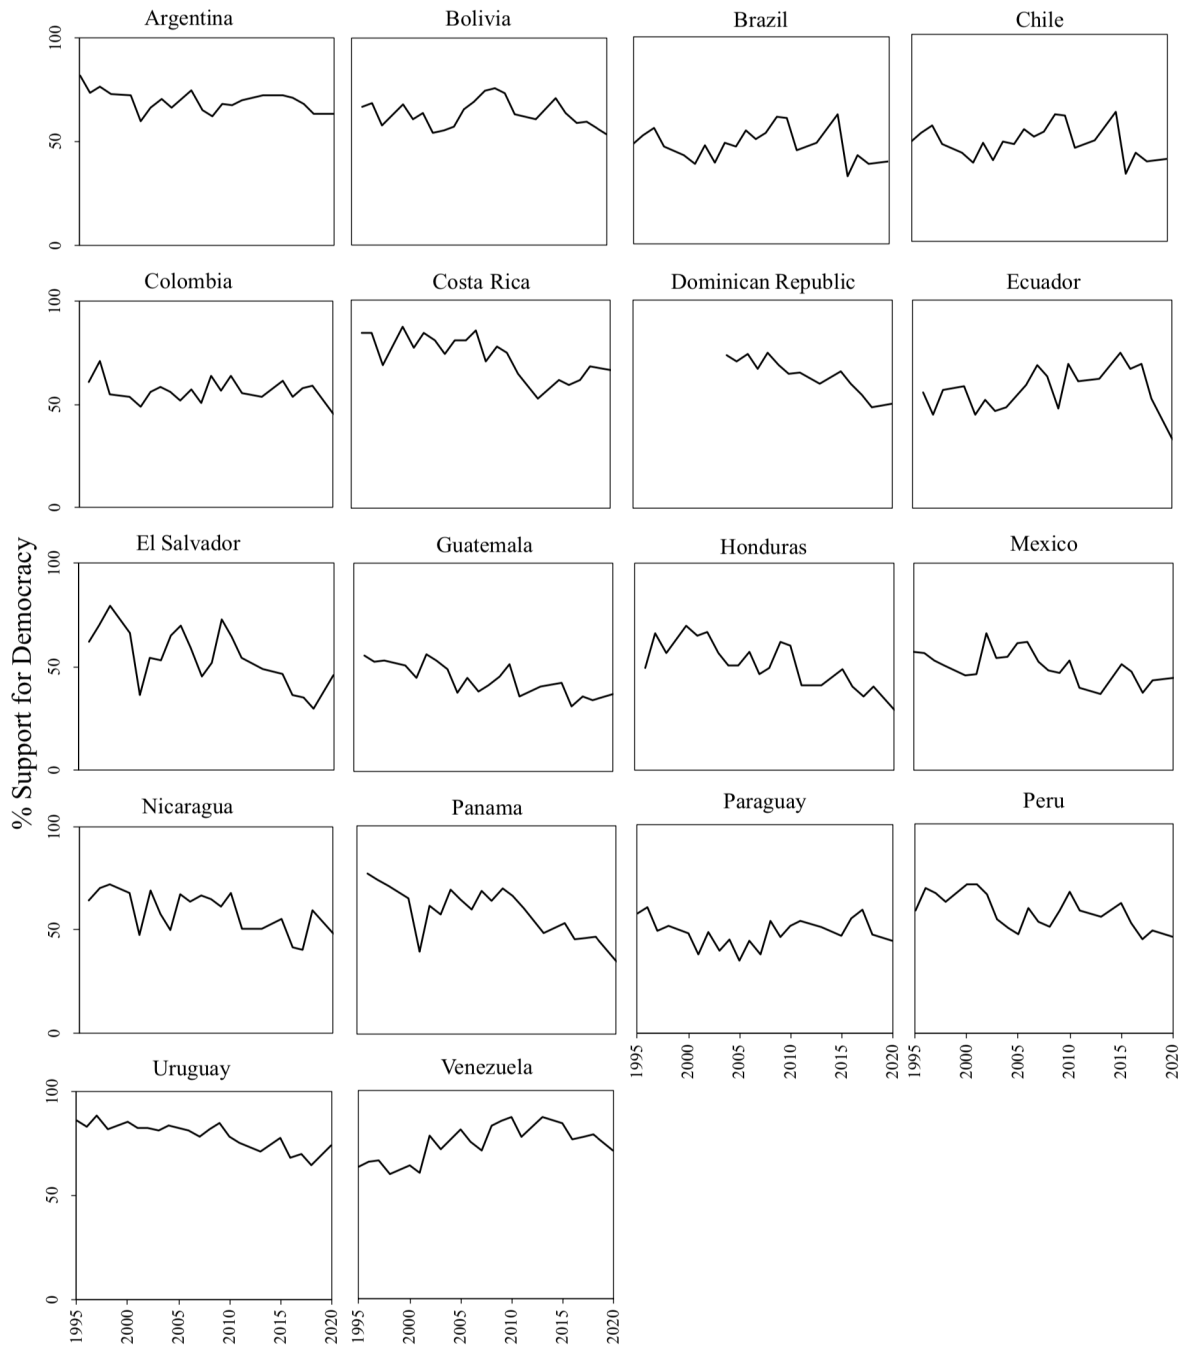 Argentina Bolivia Brazil Chile
100
50
0
Colombia Costa Rica Dominican Republic Ecuador
100
50
0
% Support for Democracy
El Salvador Guatemala Honduras Mexico
100
50
0
Nicaragua Panama Paraguay Peru
100
50
0
1995 2000 2005 2010 2015 2020 1995 2000 2005 2010 2015 2020
Uruguay Venezuela
100
50
0
1995 2000 2005 2010 2015 2020 1995 2000 2005 2010 2015 2020